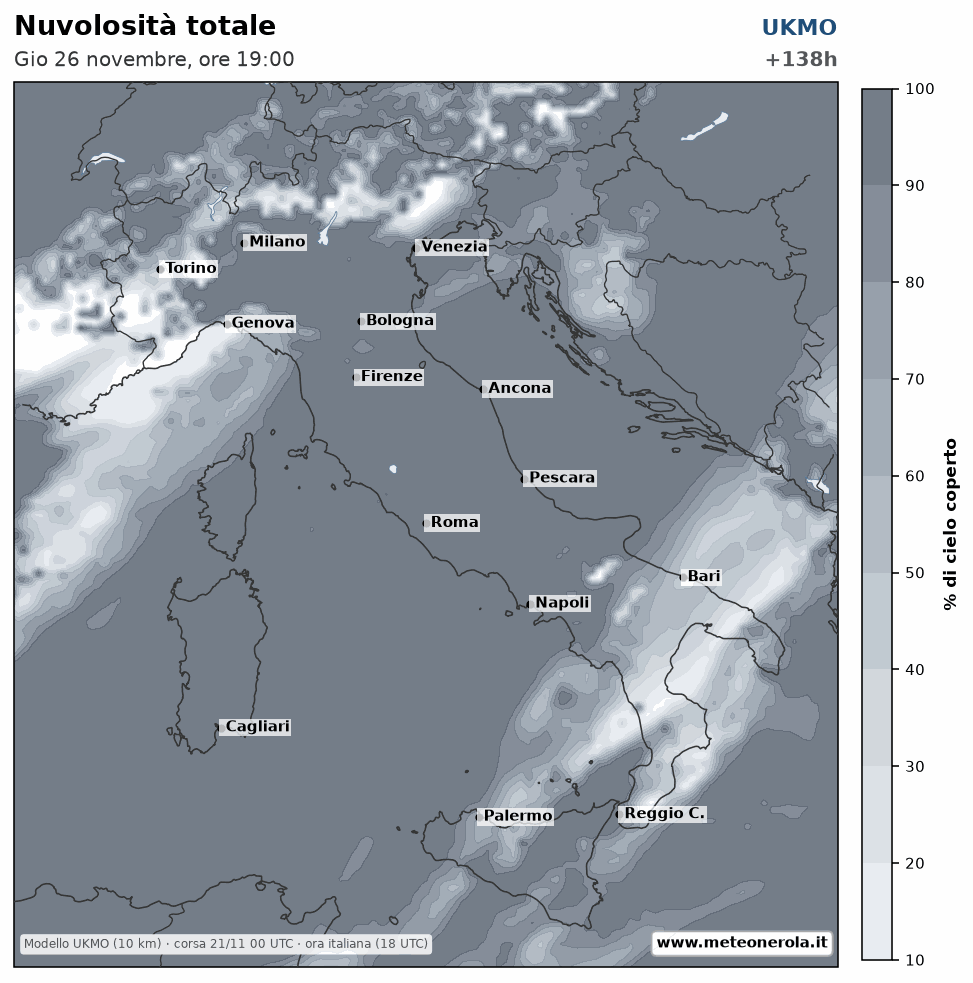 Nuvolosità totale
UKMO
Gio 26 novembre, ore 19:00
+138h
100
90
80
70
60
50
40
30
20
10
% di cielo coperto
Milano
Venezia
Torino
Genova
Bologna
Firenze
Ancona
Pescara
Roma
Bari
Napoli
Cagliari
Palermo
Reggio C.
Modello UKMO (10 km) · corsa 21/11 00 UTC · ora italiana (18 UTC)
www.meteonerola.it